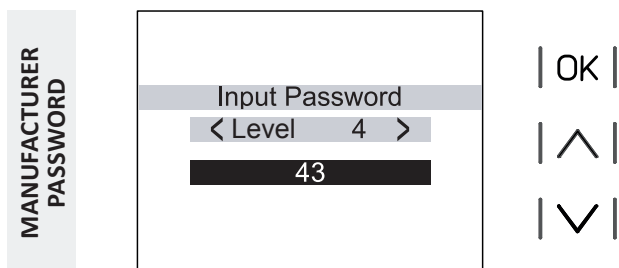 MANUFACTURER
PASSWORD
Input Password
< Level 4 >
43
| OK |